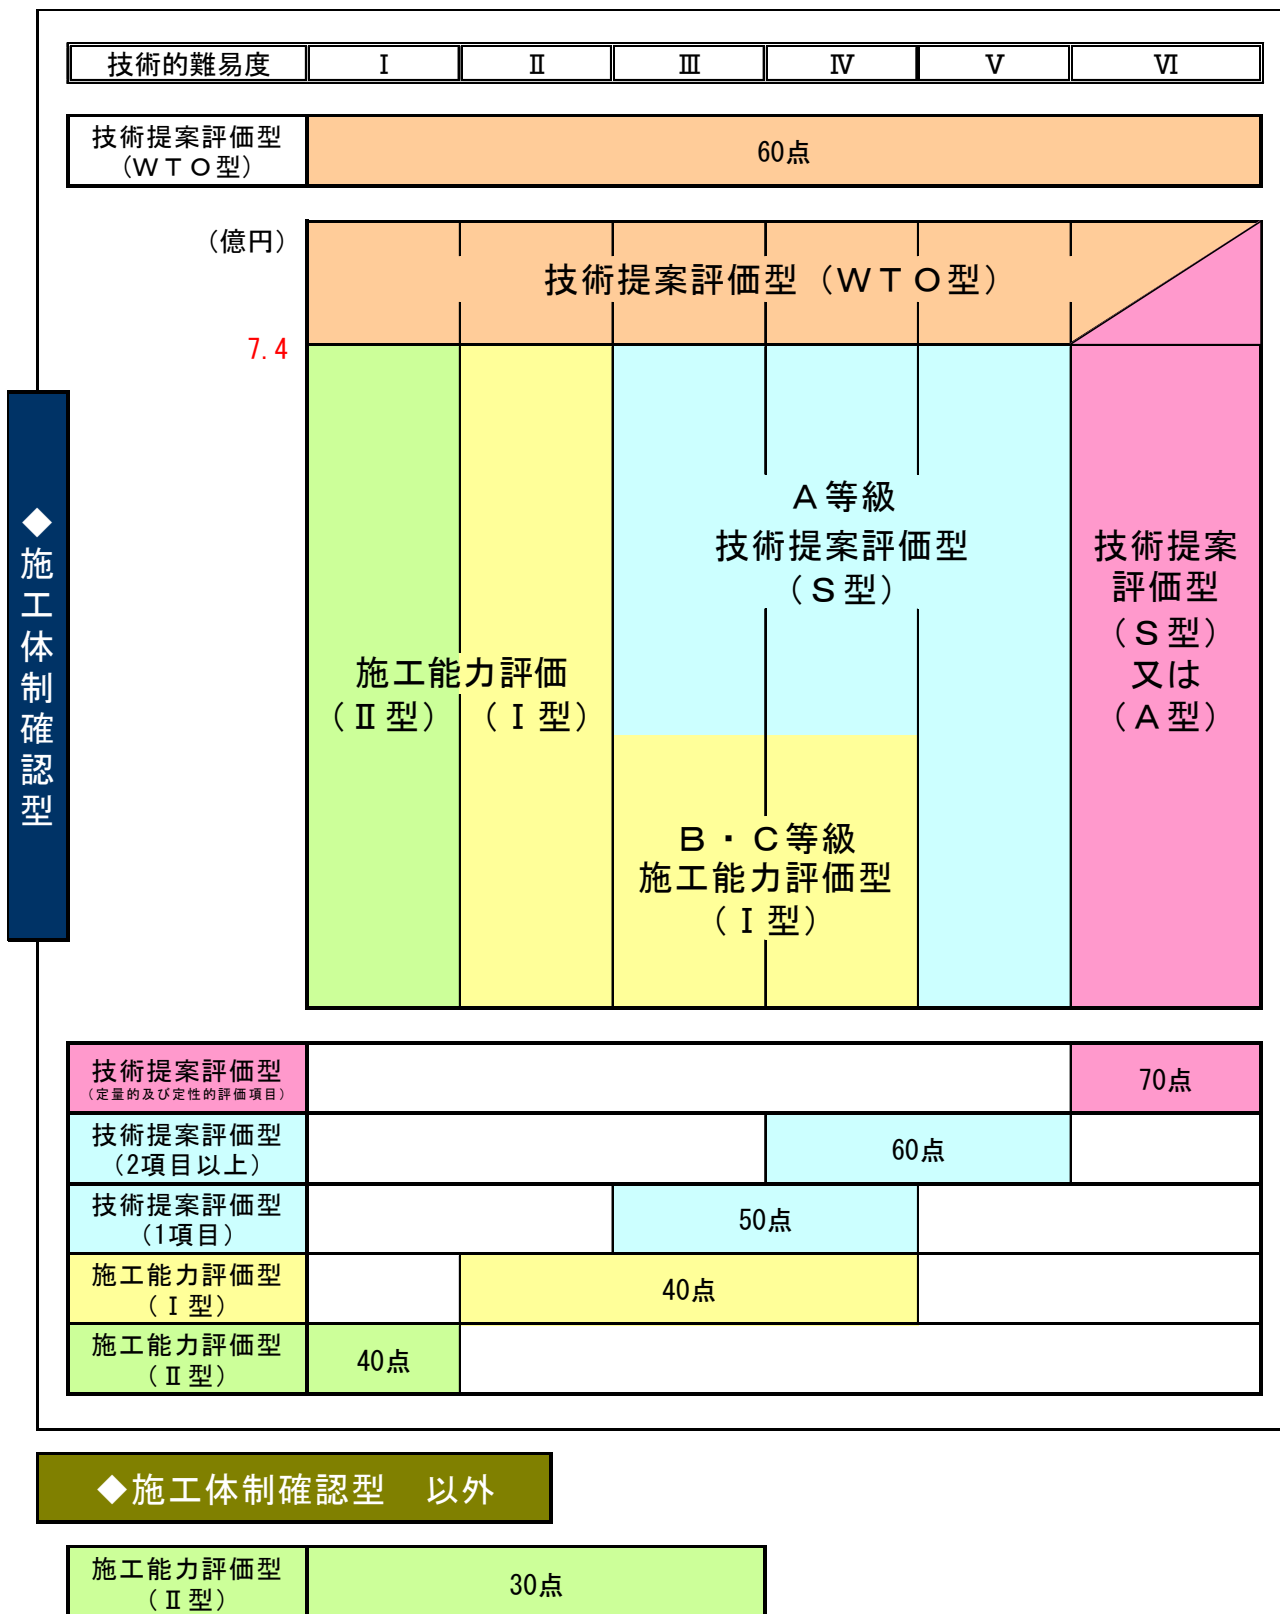 技術的難易度 Ⅰ Ⅱ Ⅲ Ⅳ Ⅴ Ⅵ
技術提案評価型
（ＷＴＯ型）
60点
（億円）
技術提案評価型（ＷＴＯ型）
7.4
◆施工体制確認型
Ａ等級
技術提案評価型
（Ｓ型）
技術提案
評価型
（Ｓ型）
又は
（Ａ型）
施工能力評価
（Ⅱ型）（Ⅰ型）
Ｂ・Ｃ等級
施工能力評価型
（Ⅰ型）
技術提案評価型
（定量的及び定性的評価項目）
70点
技術提案評価型
（2項目以上）
60点
技術提案評価型
（1項目）
50点
施工能力評価型
（Ⅰ型）
40点
施工能力評価型
（Ⅱ型）
40点
◆施工体制確認型　以外
施工能力評価型
（Ⅱ型）
30点